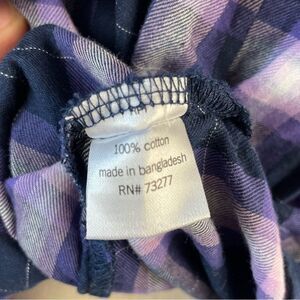 100% cotton
made in bangladesh
RN# 73277